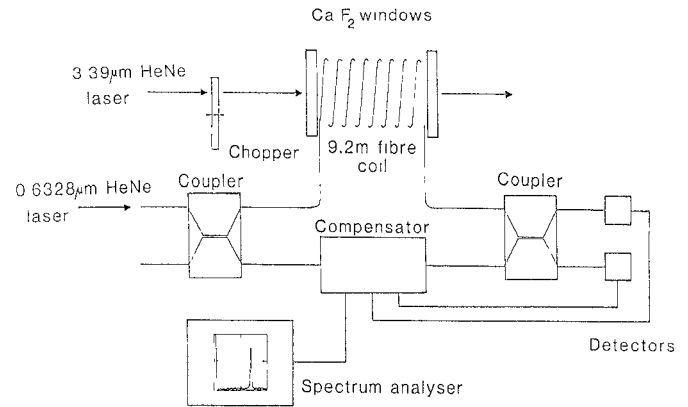 Ca F2 windows
3 39µm HeNe
laser
Chopper
9.2m fibre
coil
0 6328µm HeNe
laser
Coupler
Coupler
Compensator
Detectors
Spectrum analyser